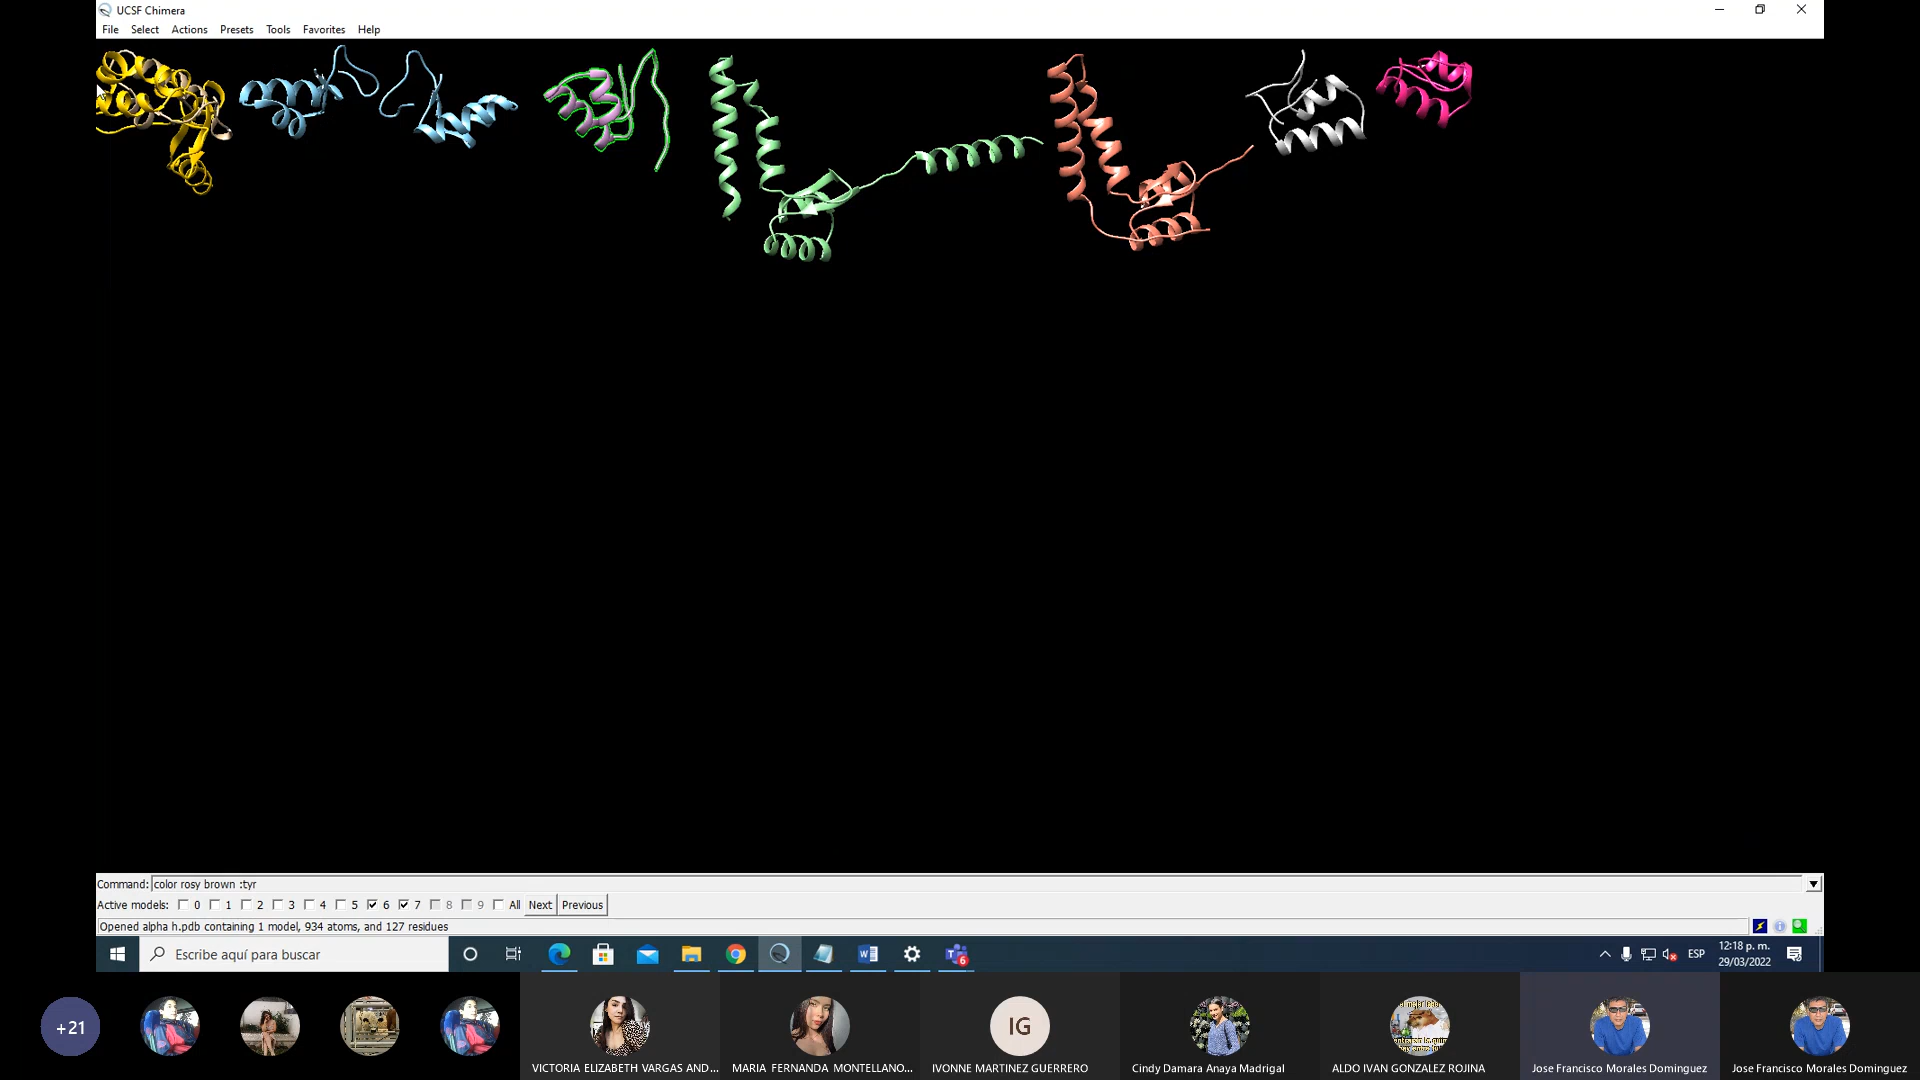 UCSF Chimera
File Select Actions Presets Tools Favorites Help
Command: color rosy brown :tyr
Active models: 0 1 2 3 4 5 6 7 8 9 All Next Previous
Opened alpha h.pdb containing 1 model, 934 atoms, and 127 residues
Escribe aquí para buscar
6
ESP
12:18 p. m.
29/03/2022
+21
IG
VICTORIA ELIZABETH VARGAS AND...
MARIA FERNANDA MONTELLANO...
IVONNE MARTINEZ GUERRERO
Cindy Damara Anaya Madrigal
ALDO IVAN GONZALEZ ROJINA
Jose Francisco Morales Dominguez
Jose Francisco Morales Dominguez